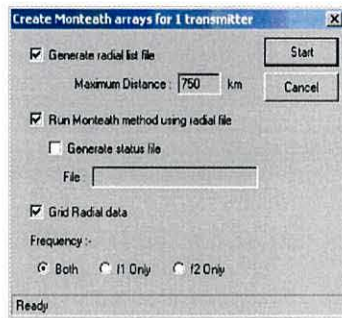 Create Monteath arrays for 1 transmitter
Generate radial list file
Start
Maximum Distance : 750 km
Cancel
Run Monteath method using radial file
Generate status file
File :
Grid Radial data
Frequency :-
Both f1 Only f2 Only
Ready